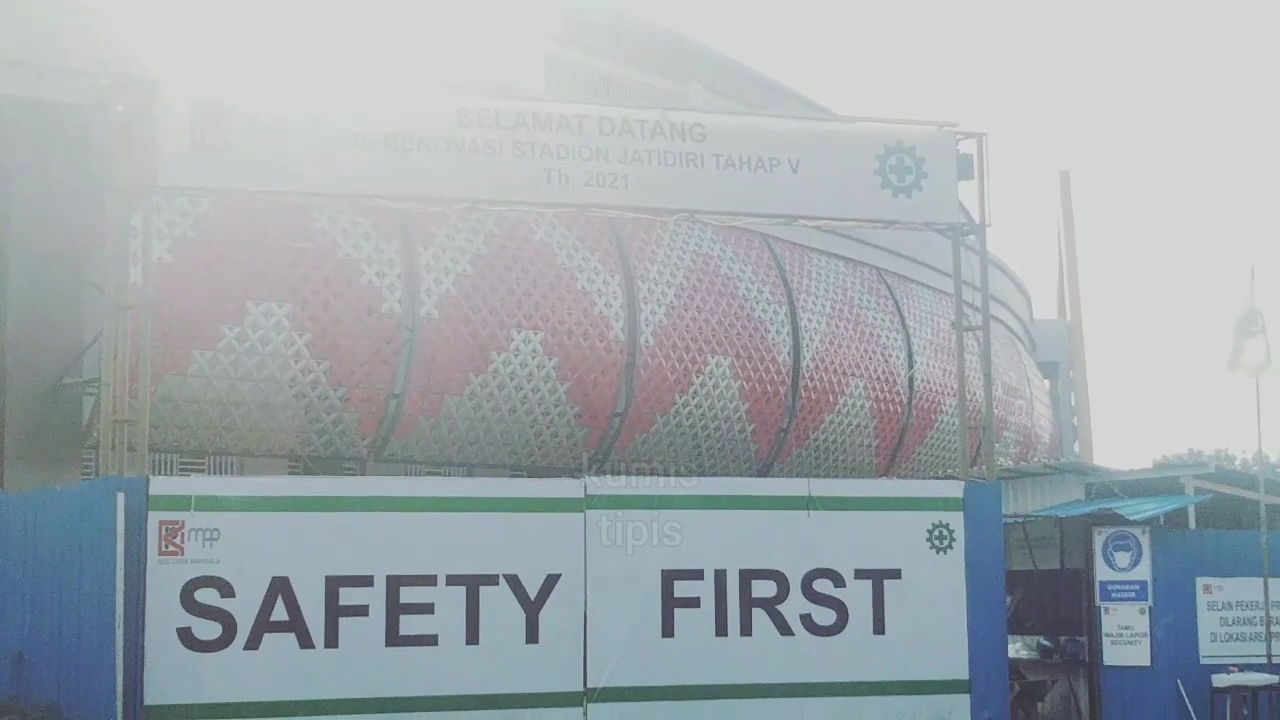 SELAMAT DATANG
DI RENOVASI STADION JATIDIRI TAHAP V
Th. 2021
kumis
tipis
mpp
SAFETY FIRST
GUNAKAN
MASKER
TAMU
WAJIB LAPOR
SECURITY
SELAIN PEKERJA
DILARANG
DI LOKASI AREA